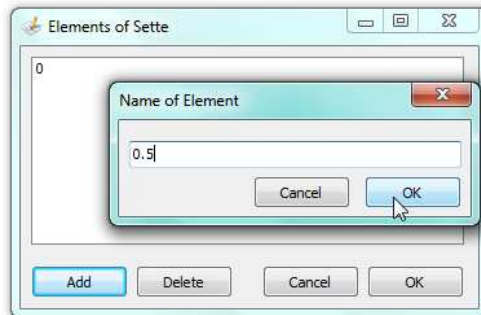 Elements of Sette
0
Name of Element
0.5
Cancel OK
Add Delete Cancel OK